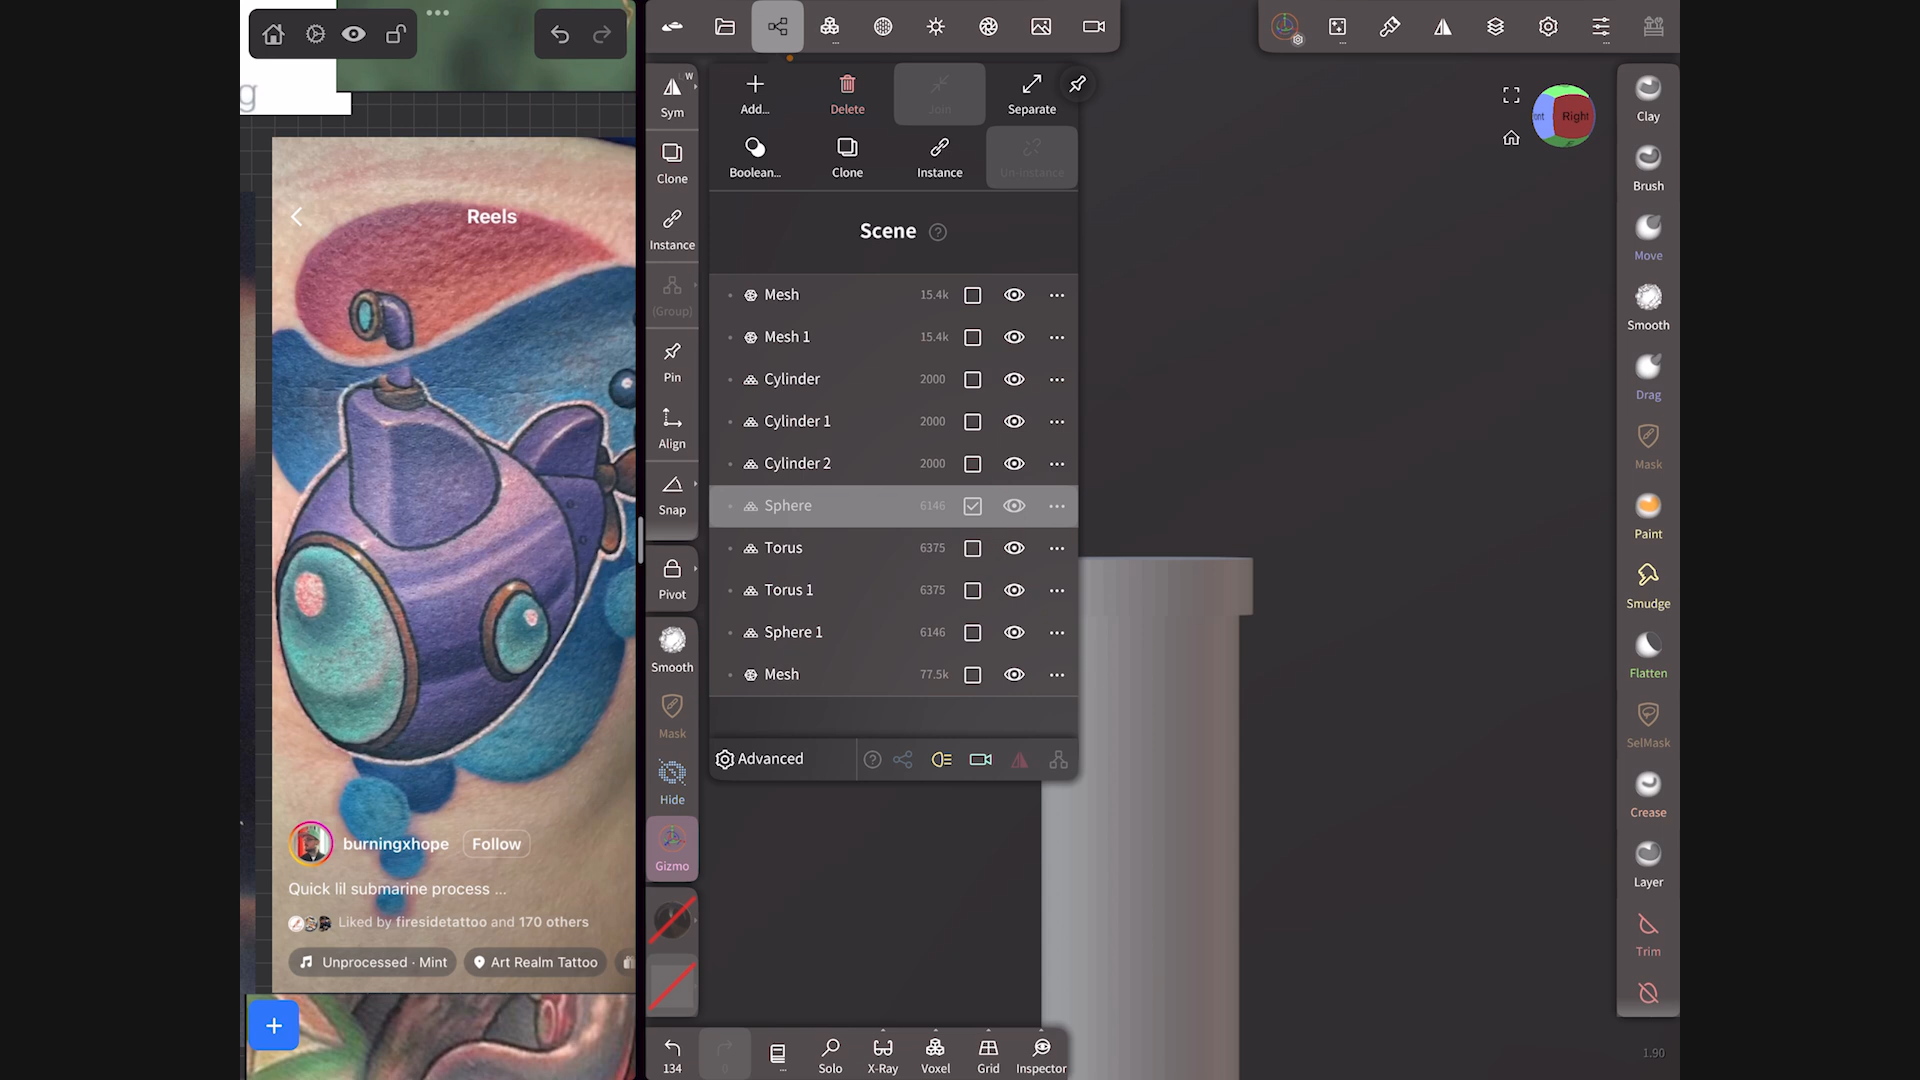 g
Reels
burningxhope Follow
Quick lil submarine process ...
Liked by firesidetattoo and 170 others
Unprocessed · Mint
Art Realm Tattoo
W
Sym
Clone
Instance
(Group)
Pin
Align
Snap
Pivot
Smooth
Mask
Hide
Gizmo
Add...
Delete
Join
Separate
Boolean...
Clone
Instance
Un-instance
Scene
Mesh 15.4k
Mesh 1 15.4k
Cylinder 2000
Cylinder 1 2000
Cylinder 2 2000
Sphere 6146
Torus 6375
Torus 1 6375
Sphere 1 6146
Mesh 77.5k
Advanced
134
0
Solo
X-Ray
Voxel
Grid
Inspector
ont
Right
Clay
Brush
Move
Smooth
Drag
Mask
Paint
Smudge
Flatten
SelMask
Crease
Layer
Trim
1.90